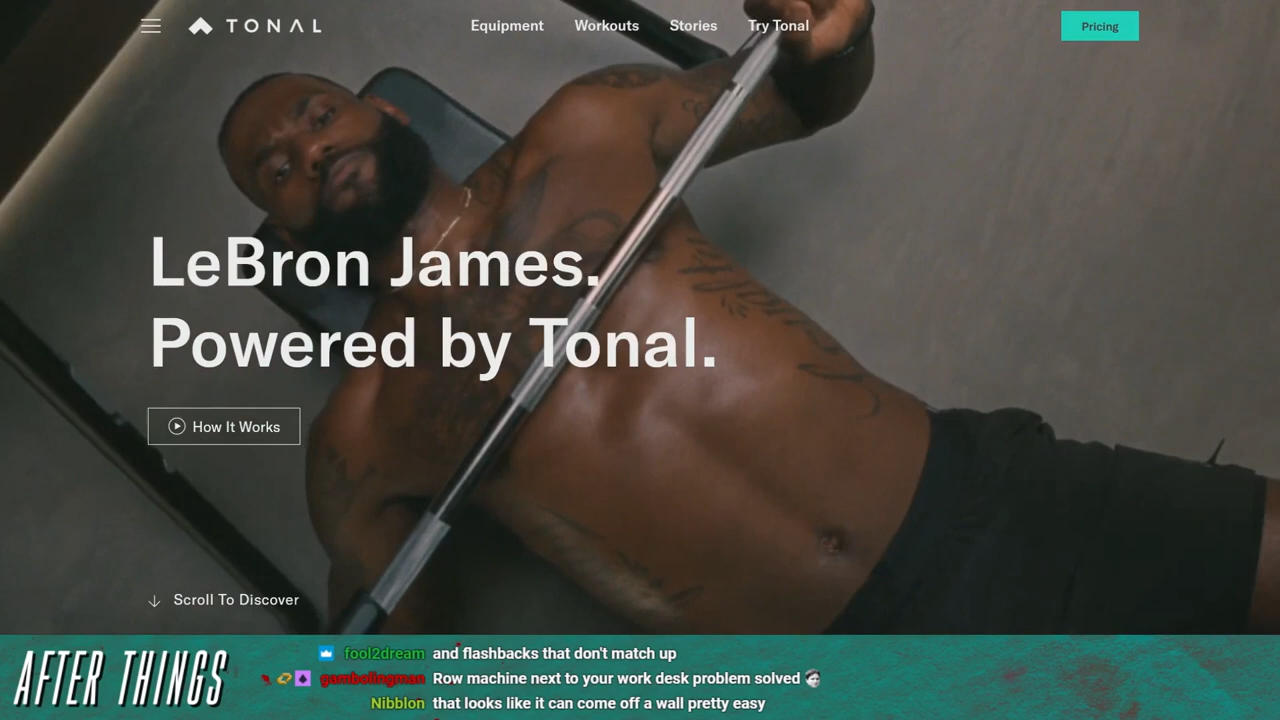 TONAL
Equipment
Workouts
Stories
Try Tonal
Pricing
LeBron James.
Powered by Tonal.
How It Works
Scroll To Discover
AFTER THINGS
fool2dream and flashbacks that don't match up
gambolingman Row machine next to your work desk problem solved
Nibblon that looks like it can come off a wall pretty easy